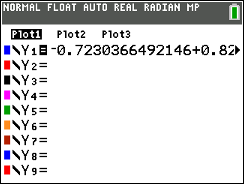 NORMAL FLOAT AUTO REAL RADIAN MP
Plot1 Plot2 Plot3
\Y1=-0.7230366492146+0.82
\Y2=
\Y3=
\Y4=
\Y5=
\Y6=
\Y7=
\Y8=
\Y9=